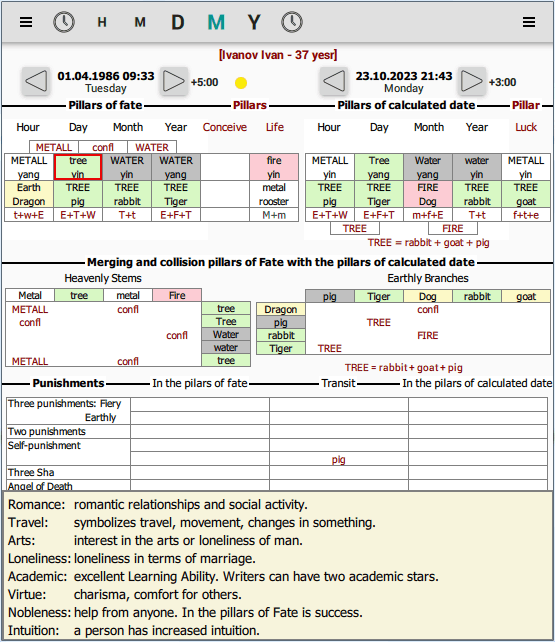 H M D M Y
[Ivanov Ivan - 37 yesr]
01.04.1986 09:33 +5:00 23.10.2023 21:43 +3:00
Tuesday Monday
Pillars of fate Pillars Pillars of calculated date Pillar
Hour Day Month Year Conceive Life Hour Day Month Year Luck
METALL confl WATER
METALL tree WATER WATER fire METALL Tree Water water METALL
yang yin yin yang yin yin yang yang yin yin
Earth TREE TREE TREE metal TREE TREE FIRE TREE TREE
Dragon pig rabbit Tiger rooster pig Tiger Dog rabbit goat
t+w+E E+T+W T+t E+F+T M+m E+T+W E+F+T m+f+E T+t f+t+e
TREE FIRE
TREE = rabbit + goat + pig
Merging and collision pillars of Fate with the pillars of calculated date
Heavenly Stems Earthly Branches
Metal tree metal Fire pig Tiger Dog rabbit goat
METALL confl tree Dragon confl
confl Tree pig TREE
confl Water rabbit FIRE
water Tiger TREE
METALL confl tree
TREE = rabbit + goat + pig
Punishments In the pilars of fate Transit In the pilars of calculated date
Three punishments: Fiery
Earthly
Two punishments
Self-punishment
pig
Three Sha
Angel of Death
Romance: romantic relationships and social activity.
Travel: symbolizes travel, movement, changes in something.
Arts: interest in the arts or loneliness of man.
Loneliness: loneliness in terms of marriage.
Academic: excellent Learning Ability. Writers can have two academic stars.
Virtue: charisma, comfort for others.
Nobleness: help from anyone. In the pillars of Fate is success.
Intuition: a person has increased intuition.